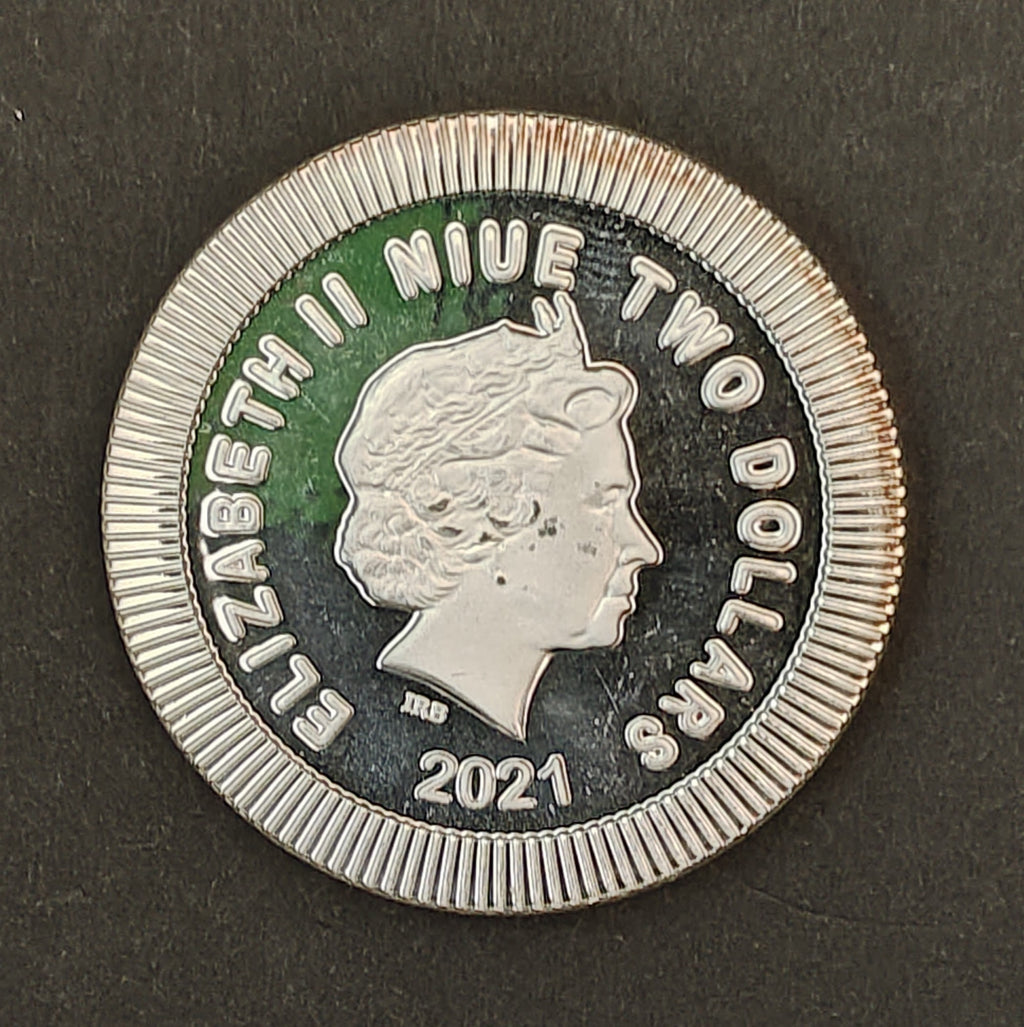 ELIZABETH II NIUE TWO DOLLARS
IRB
2021